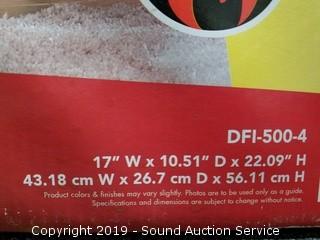 DFI-500-4
17" W x 10.51" D x 22.09" H
43.18 cm W x 26.7 cm D x 56.11 cm H
Product colors & finishes may vary slightly. Photos are to be used only as a guide.
Specifications and dimensions are subject to change without notice.
Copyright 2019 - Sound Auction Service